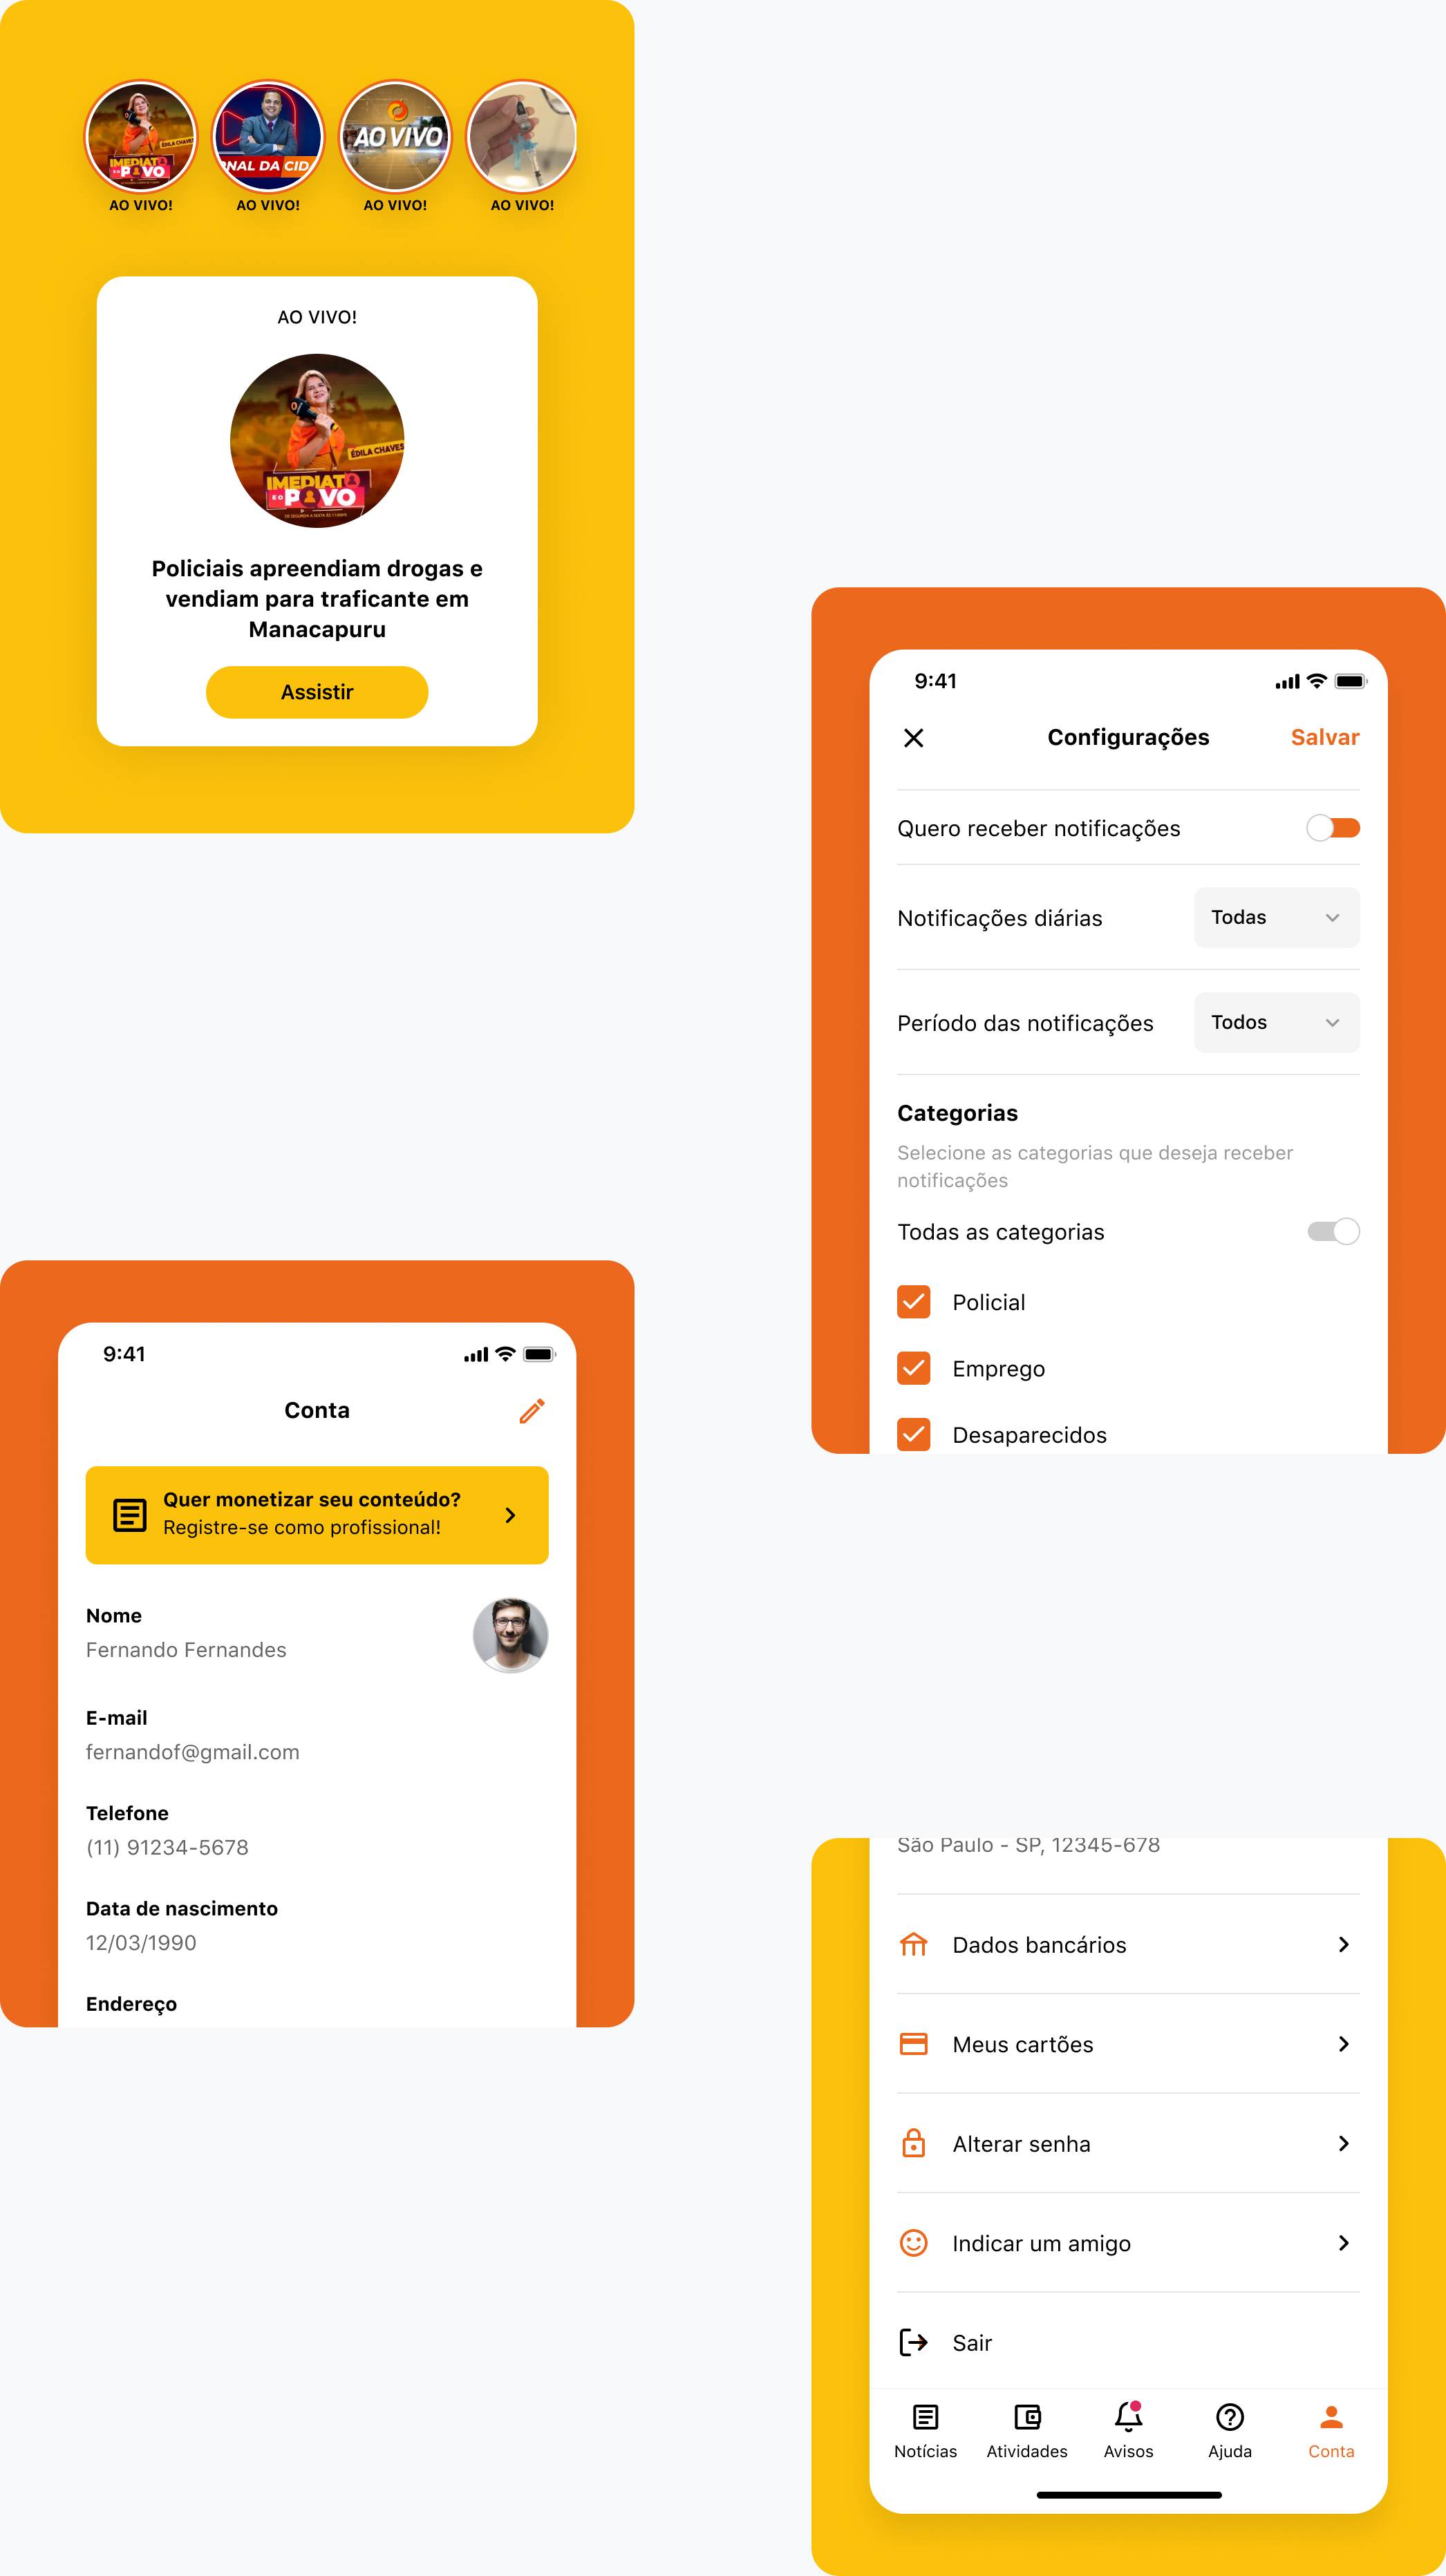 ÉDILA CHAVES
IMEDIATO
E O POVO
RNAL DA CID
AO VIVO
AO VIVO!
AO VIVO!
AO VIVO!
AO VIVO!
AO VIVO!
ÉDILA CHAVES
IMEDIATO
E O POVO
DE SEGUNDA A SEXTA ÀS
Policiais apreendiam drogas e
vendiam para traficante em
Manacapuru
Assistir
9:41
Configurações
Salvar
Quero receber notificações
Notificações diárias
Todas
Período das notificações
Todos
Categorias
Selecione as categorias que deseja receber
notificações
Todas as categorias
Policial
Emprego
Desaparecidos
9:41
Conta
Quer monetizar seu conteúdo?
Registre-se como profissional!
Nome
Fernando Fernandes
E-mail
fernandof@gmail.com
Telefone
(11) 91234-5678
Data de nascimento
12/03/1990
Endereço
São Paulo - SP, 12345-678
Dados bancários
Meus cartões
Alterar senha
Indicar um amigo
Sair
Notícias
Atividades
Avisos
Ajuda
Conta